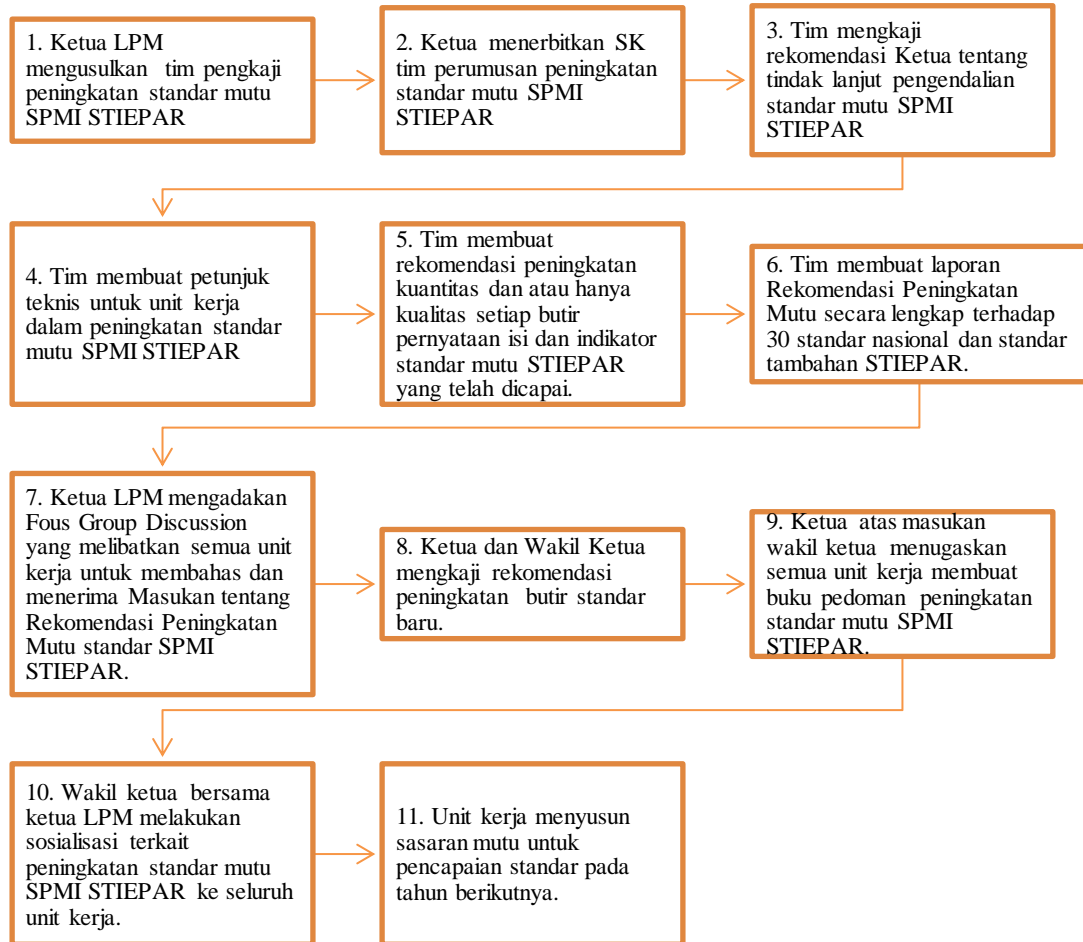 1. Ketua LPM
mengusulkan tim pengkaji
peningkatan standar mutu
SPMI STIEPAR
2. Ketua menerbitkan SK
tim perumusan peningkatan
standar mutu SPMI
STIEPAR
3. Tim mengkaji
rekomendasi Ketua tentang
tindak lanjut pengendalian
standar mutu SPMI
STIEPAR
4. Tim membuat petunjuk
teknis untuk unit kerja
dalam peningkatan standar
mutu SPMI STIEPAR
5. Tim membuat
rekomendasi peningkatan
kuantitas dan atau hanya
kualitas setiap butir
pernyataan isi dan indikator
standar mutu STIEPAR
yang telah dicapai.
6. Tim membuat laporan
Rekomendasi Peningkatan
Mutu secara lengkap terhadap
30 standar nasional dan standar
tambahan STIEPAR.
7. Ketua LPM mengadakan
Fous Group Discussion
yang melibatkan semua unit
kerja untuk membahas dan
menerima Masukan tentang
Rekomendasi Peningkatan
Mutu standar SPMI
STIEPAR.
8. Ketua dan Wakil Ketua
mengkaji rekomendasi
peningkatan butir standar
baru.
9. Ketua atas masukan
wakil ketua menugaskan
semua unit kerja membuat
buku pedoman peningkatan
standar mutu SPMI
STIEPAR.
10. Wakil ketua bersama
ketua LPM melakukan
sosialisasi terkait
peningkatan standar mutu
SPMI STIEPAR ke seluruh
unit kerja.
11. Unit kerja menyusun
sasaran mutu untuk
pencapaian standar pada
tahun berikutnya.